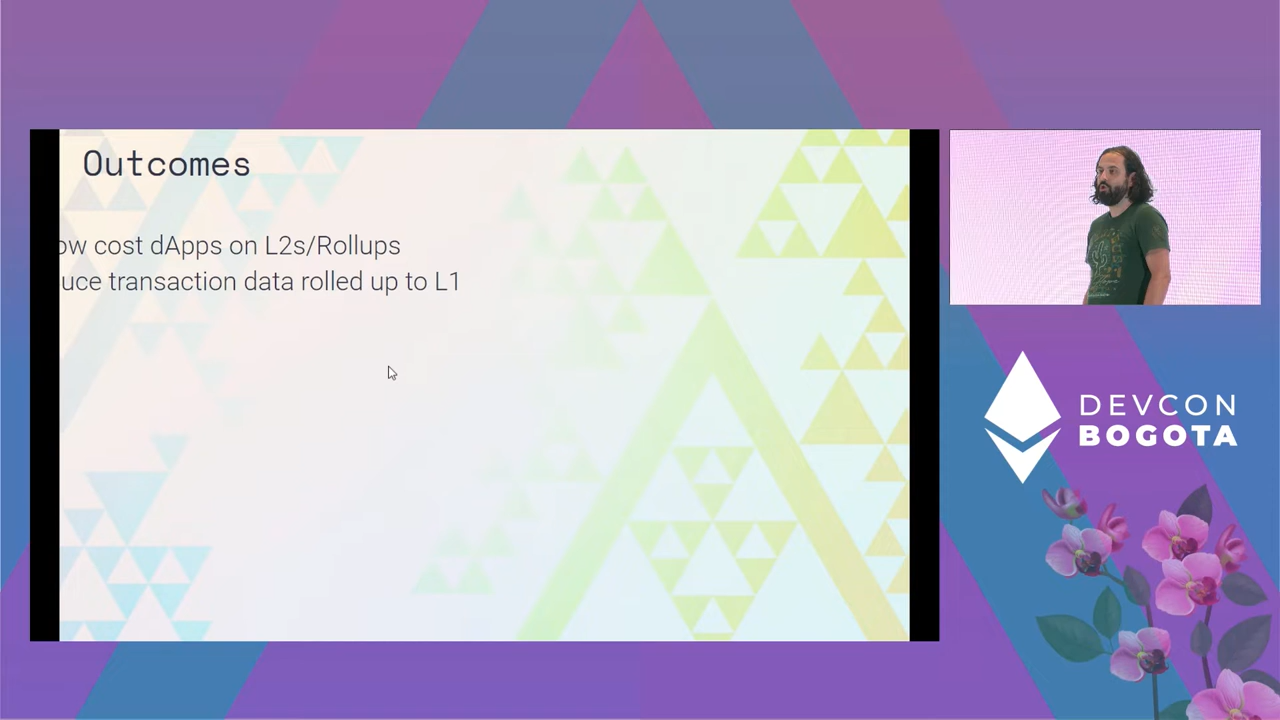 Outcomes
ow cost dApps on L2s/Rollups
uce transaction data rolled up to L1
DEVCON
BOGOTA